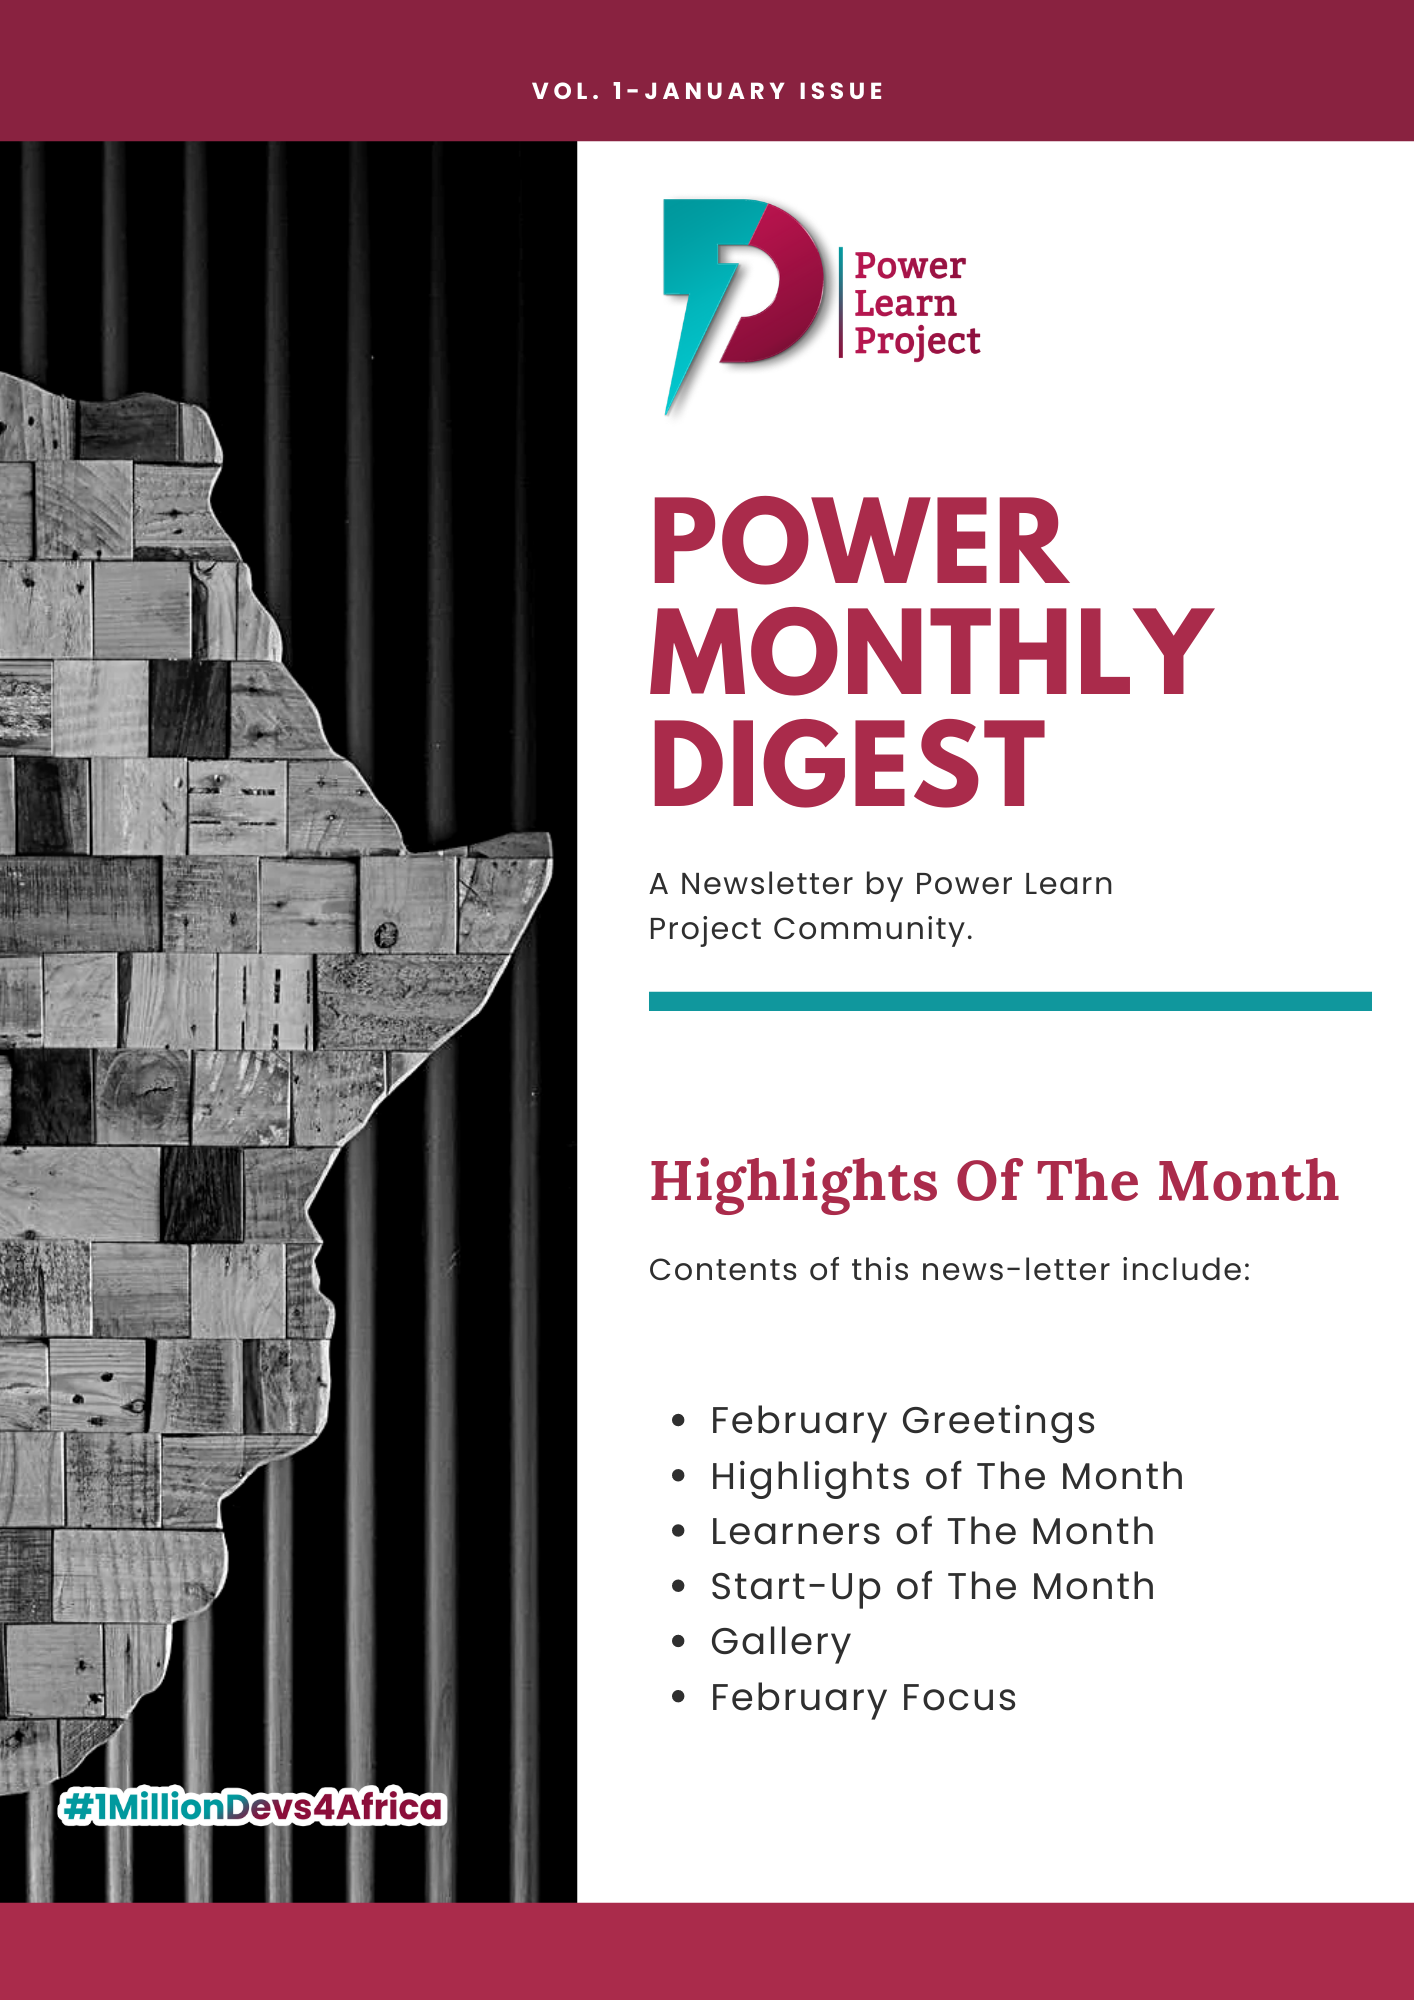 VOL. 1-JANUARY ISSUE
Power
Learn
Project
POWER
MONTHLY
DIGEST
A Newsletter by Power Learn
Project Community.
Highlights Of The Month
Contents of this news-letter include:
• February Greetings
• Highlights of The Month
• Learners of The Month
• Start-Up of The Month
• Gallery
• February Focus
#1MillionDevs4Africa